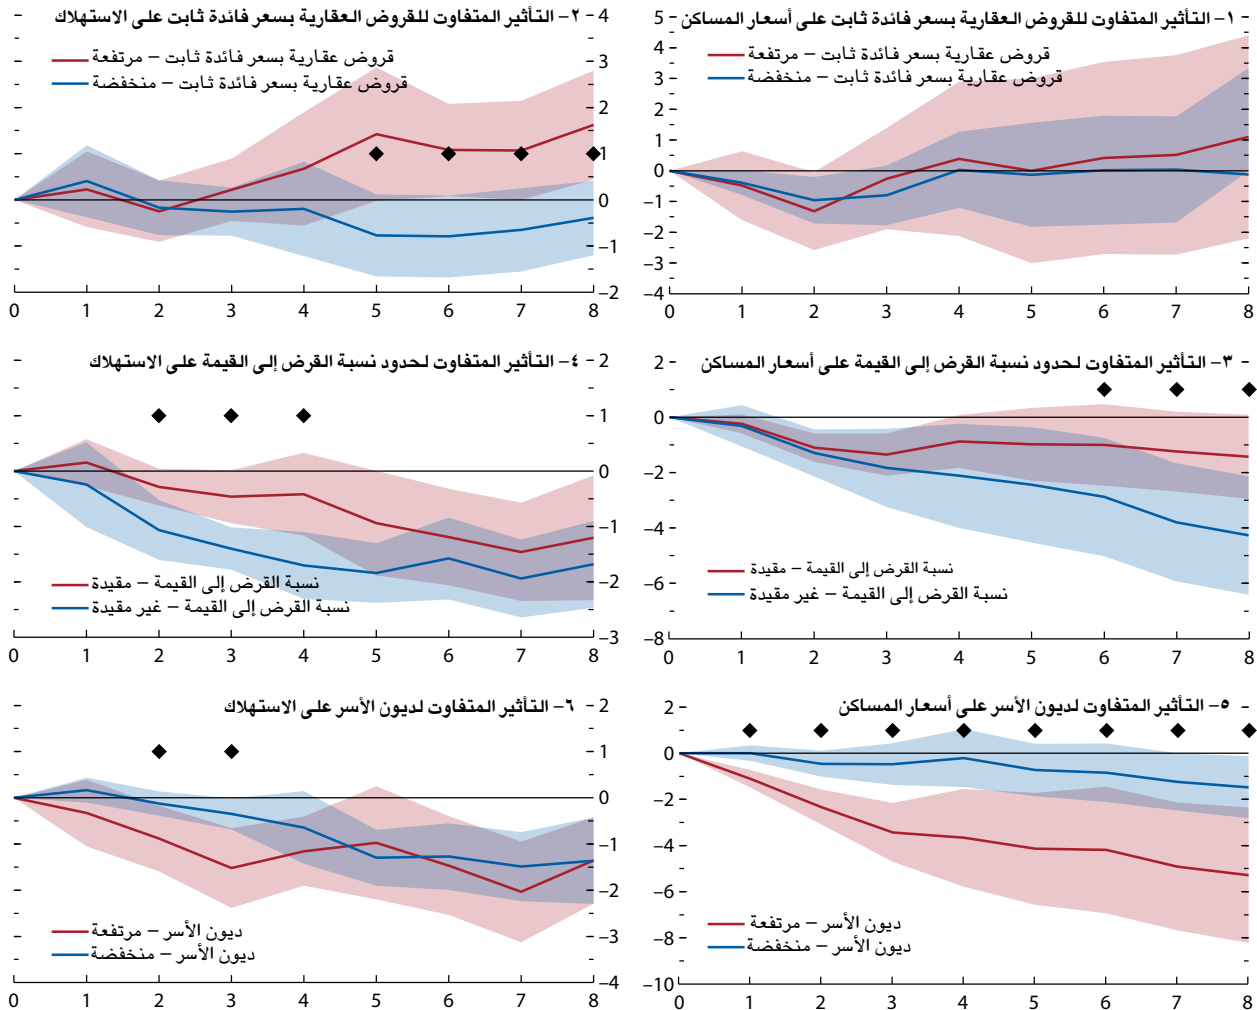 ١– التأثير المتفاوت للقروض العقارية بسعر فائدة ثابت على أسعار المساكن
قروض عقارية بسعر فائدة ثابت – مرتفعة
قروض عقارية بسعر فائدة ثابت – منخفضة
5
4
3
2
1
0
–1
–2
–3
–4
0 1 2 3 4 5 6 7 8
٢– التأثير المتفاوت للقروض العقارية بسعر فائدة ثابت على الاستهلاك
قروض عقارية بسعر فائدة ثابت – مرتفعة
قروض عقارية بسعر فائدة ثابت – منخفضة
4
3
2
1
0
–1
–2
0 1 2 3 4 5 6 7 8
٣– التأثير المتفاوت لحدود نسبة القرض إلى القيمة على أسعار المساكن
2
0
–2
–4
–6
–8
نسبة القرض إلى القيمة – مقيدة
نسبة القرض إلى القيمة – غير مقيدة
0 1 2 3 4 5 6 7 8
٤– التأثير المتفاوت لحدود نسبة القرض إلى القيمة على الاستهلاك
2
1
0
–1
–2
–3
نسبة القرض إلى القيمة – مقيدة
نسبة القرض إلى القيمة – غير مقيدة
0 1 2 3 4 5 6 7 8
٥– التأثير المتفاوت لديون الأسر على أسعار المساكن
2
0
–2
–4
–6
–8
–10
ديون الأسر – مرتفعة
ديون الأسر – منخفضة
0 1 2 3 4 5 6 7 8
٦– التأثير المتفاوت لديون الأسر على الاستهلاك
2
1
0
–1
–2
–3
–4
ديون الأسر – مرتفعة
ديون الأسر – منخفضة
0 1 2 3 4 5 6 7 8